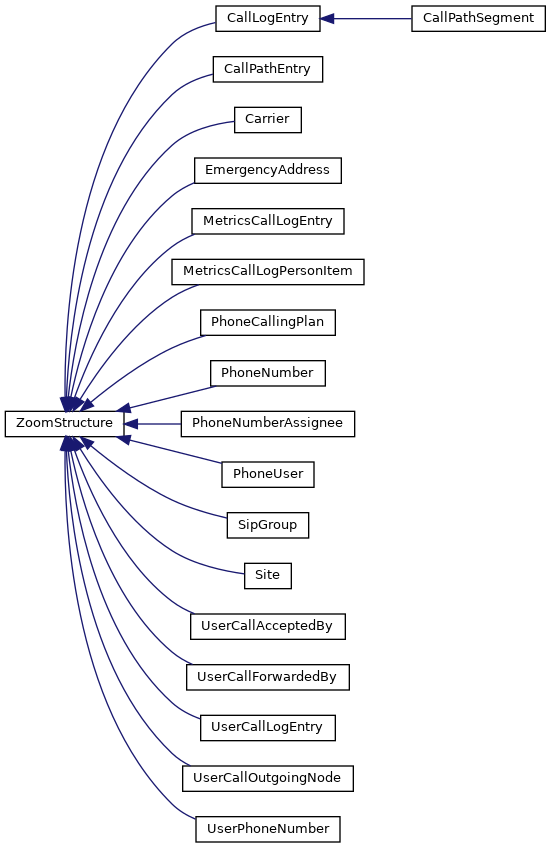 CallLogEntry
CallPathSegment
CallPathEntry
Carrier
EmergencyAddress
MetricsCallLogEntry
MetricsCallLogPersonItem
PhoneCallingPlan
PhoneNumber
ZoomStructure
PhoneNumberAssignee
PhoneUser
SipGroup
Site
UserCallAcceptedBy
UserCallForwardedBy
UserCallLogEntry
UserCallOutgoingNode
UserPhoneNumber